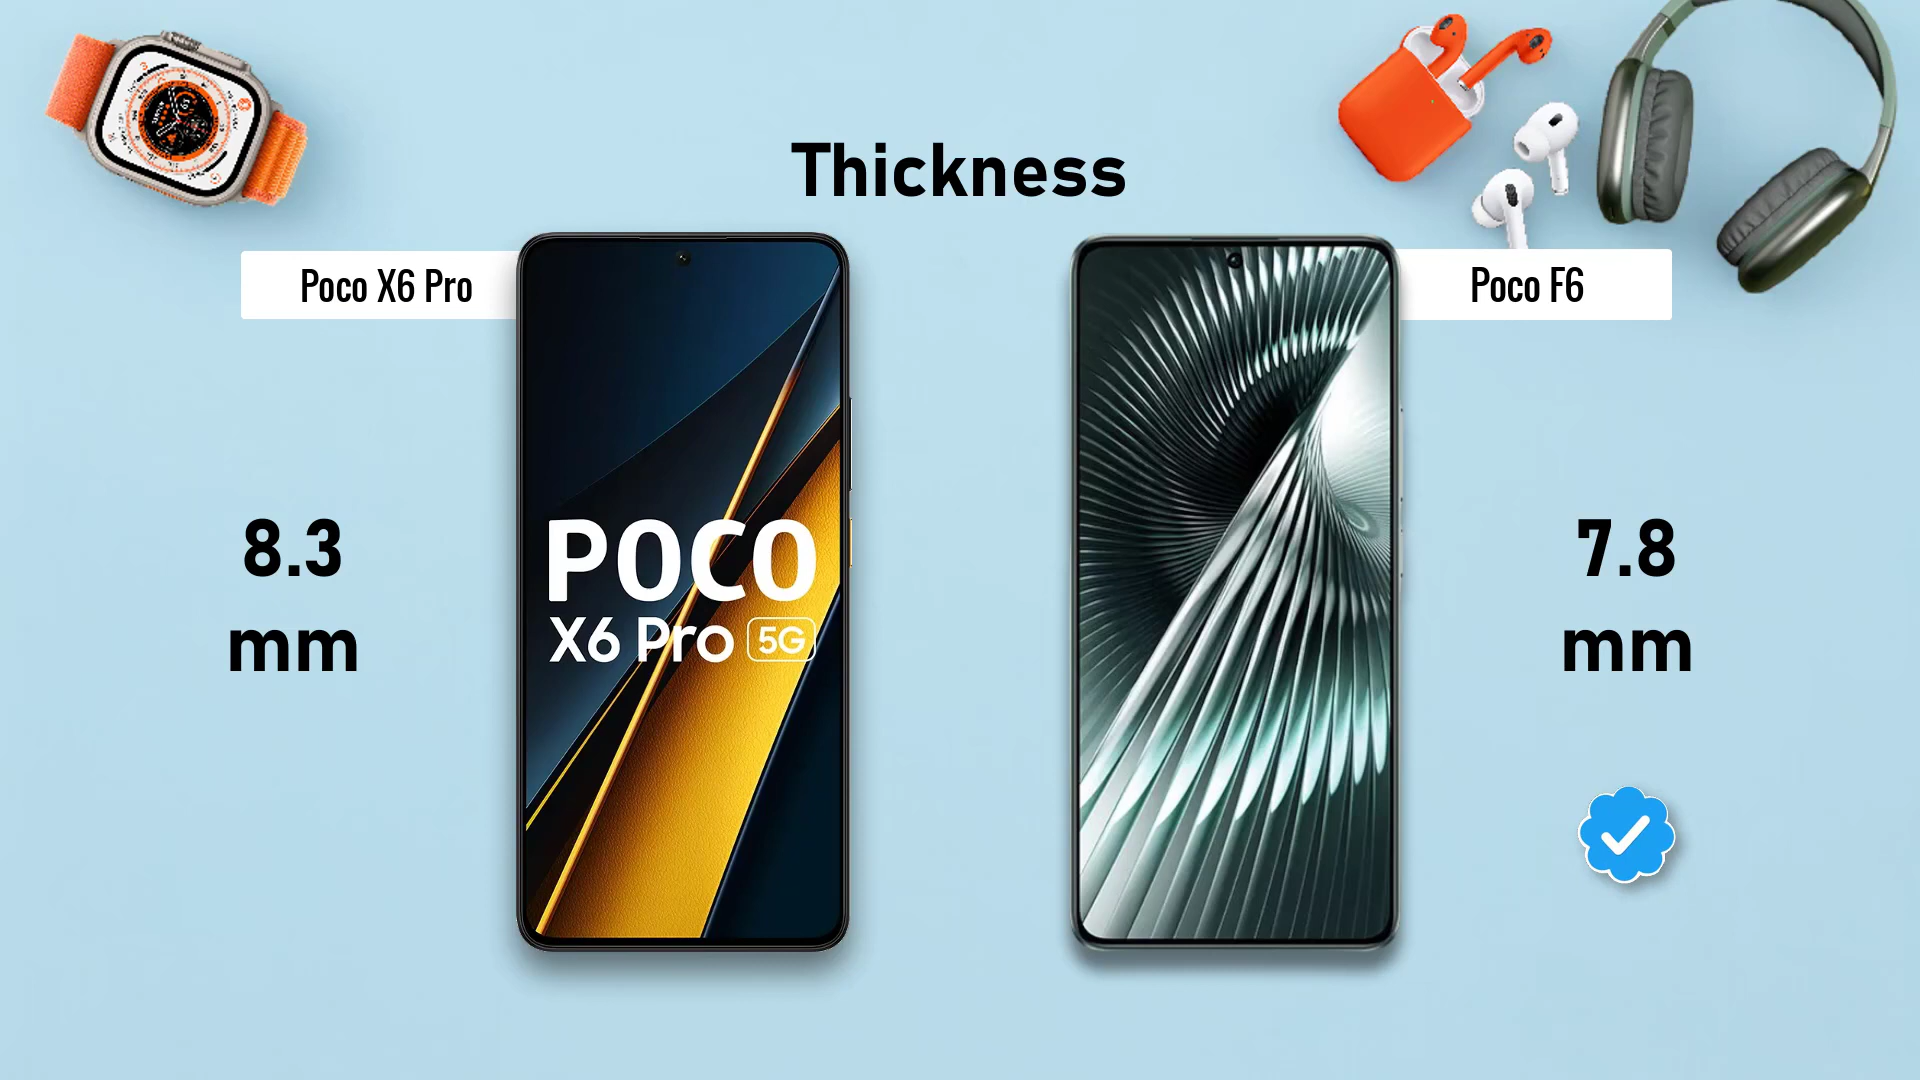 Thickness
Poco X6 Pro
Poco F6
8.3
mm
POCO
X6 Pro 5G
7.8
mm